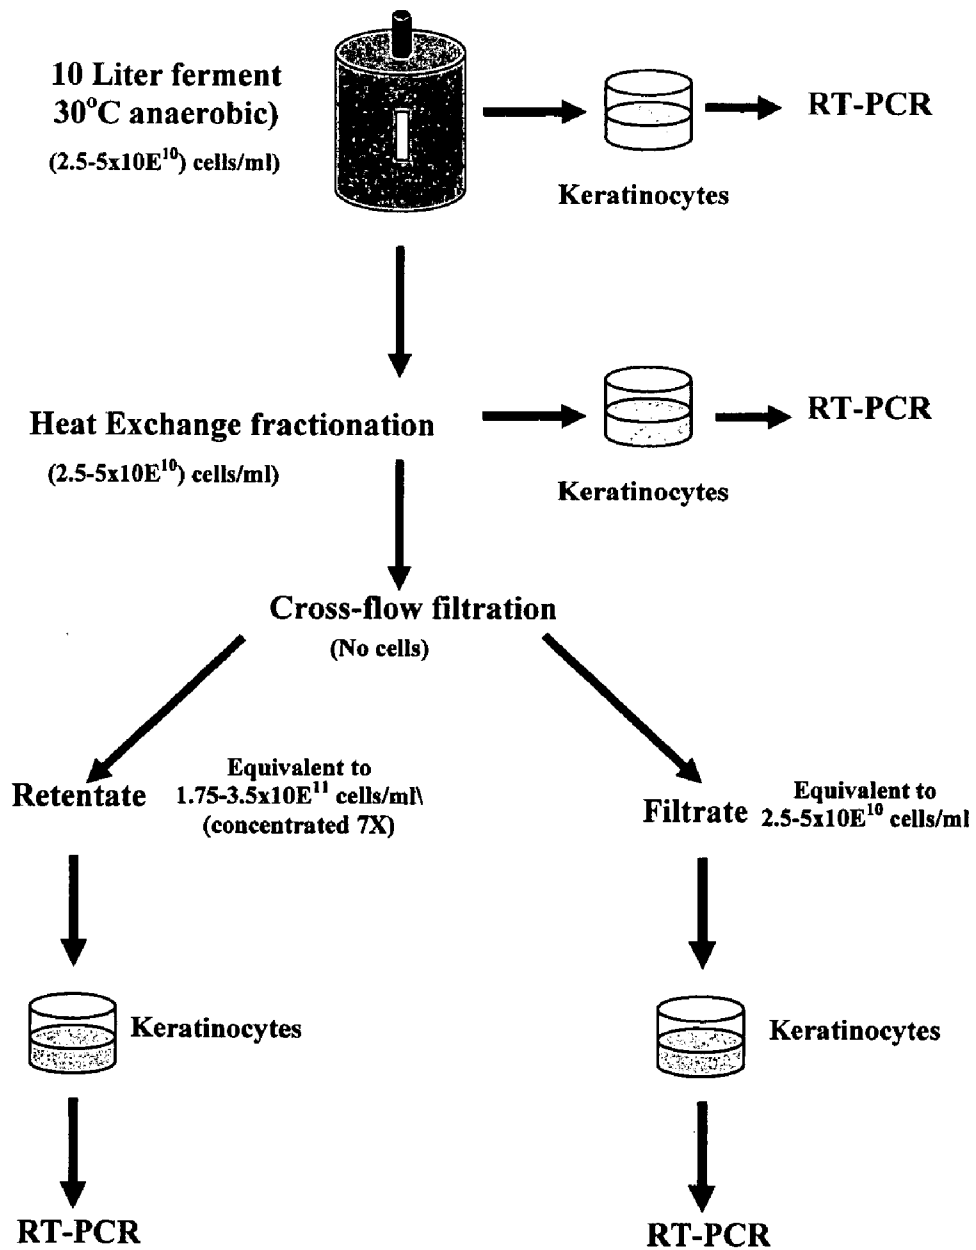 10 Liter ferment
30°C anaerobic)
(2.5-5x10E¹⁰) cells/ml)
RT-PCR
Keratinocytes
Heat Exchange fractionation
(2.5-5x10E¹⁰) cells/ml)
RT-PCR
Keratinocytes
Cross-flow filtration
(No cells)
Retentate
Equivalent to
1.75-3.5x10E¹¹ cells/ml\
(concentrated 7X)
Filtrate
Equivalent to
2.5-5x10E¹⁰ cells/ml
Keratinocytes
Keratinocytes
RT-PCR
RT-PCR